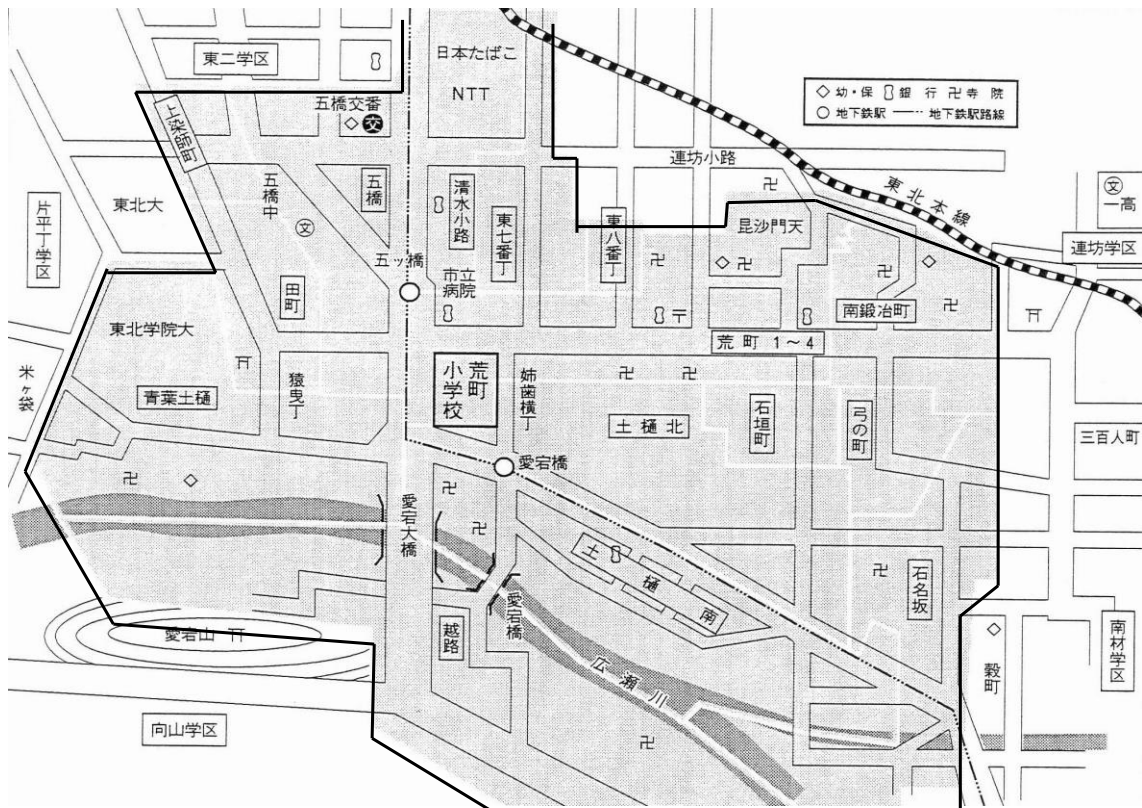 日本たばこ
NTT
東二学区
五橋交番
交
◇ 幼・保 銀行 卍 寺院
○ 地下鉄駅 地下鉄駅路線
上染師町
連坊小路
東北本線
文
一高
連坊学区
片平丁学区
東北大
五橋中
文
五橋
清水小路
東七番丁
東八番丁
毘沙門天
五ッ橋
市立
病院
田町
南鍛冶町
荒町 1～4
東北学院大
米ヶ袋
青葉土樋
猿曳丁
荒町
小学校
姉歯横丁
土樋北
石垣町
弓の町
三百人町
愛宕橋
愛宕大橋
土樋南
石名坂
愛宕橋
越路
愛宕山
広瀬川
穀町
南材学区
向山学区